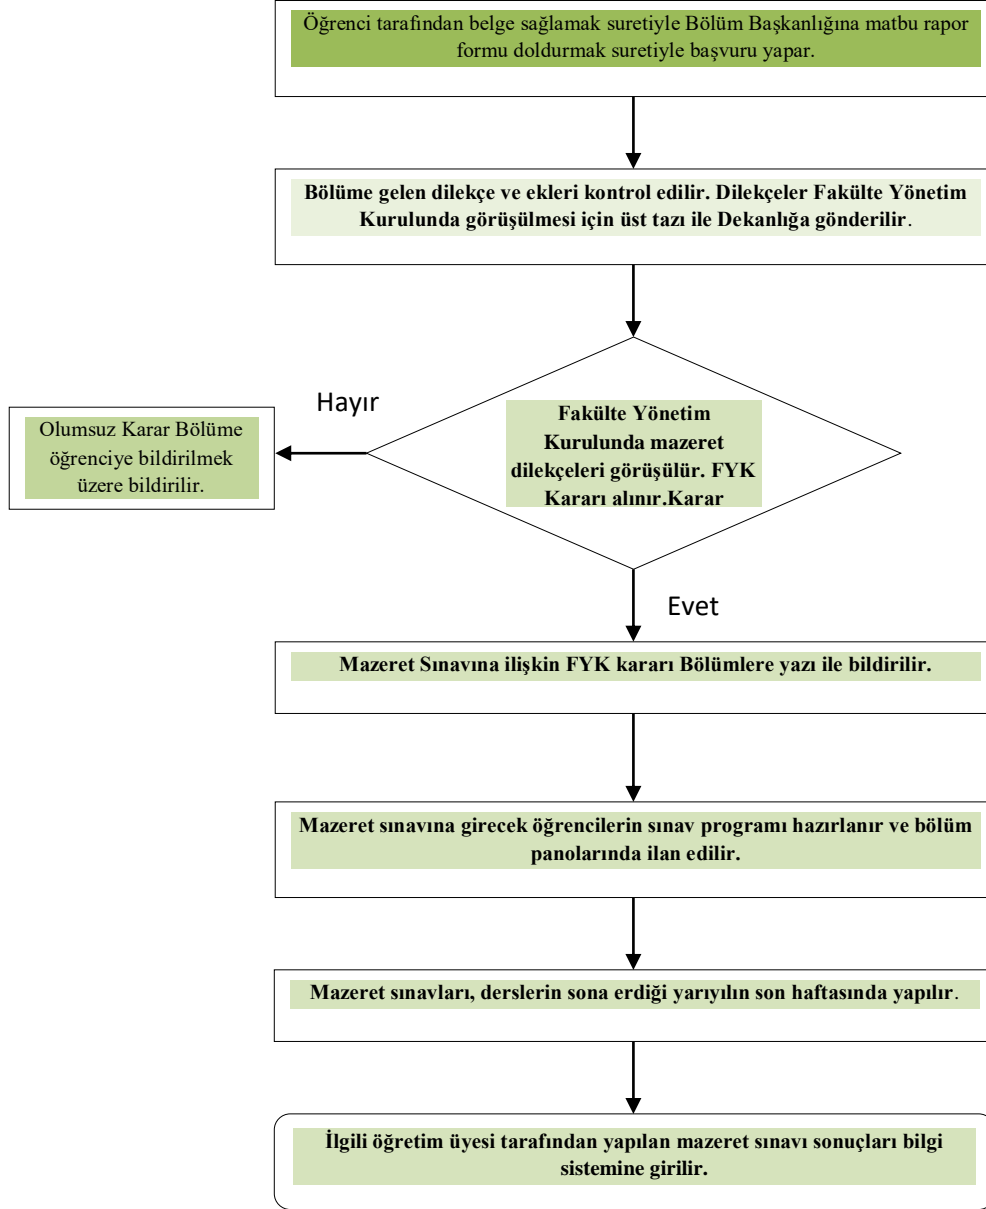 Öğrenci tarafından belge sağlamak suretiyle Bölüm Başkanlığına matbu rapor
formu doldurmak suretiyle başvuru yapar.
Bölüme gelen dilekçe ve ekleri kontrol edilir. Dilekçeler Fakülte Yönetim
Kurulunda görüşülmesi için üst tazı ile Dekanlığa gönderilir.
Hayır
Olumsuz Karar Bölüme
öğrenciye bildirilmek
üzere bildirilir.
Fakülte Yönetim
Kurulunda mazeret
dilekçeleri görüşülür. FYK
Kararı alınır.Karar
Evet
Mazeret Sınavına ilişkin FYK kararı Bölümlere yazı ile bildirilir.
Mazeret sınavına girecek öğrencilerin sınav programı hazırlanır ve bölüm
panolarında ilan edilir.
Mazeret sınavları, derslerin sona erdiği yarıyılın son haftasında yapılır.
İlgili öğretim üyesi tarafından yapılan mazeret sınavı sonuçları bilgi
sistemine girilir.